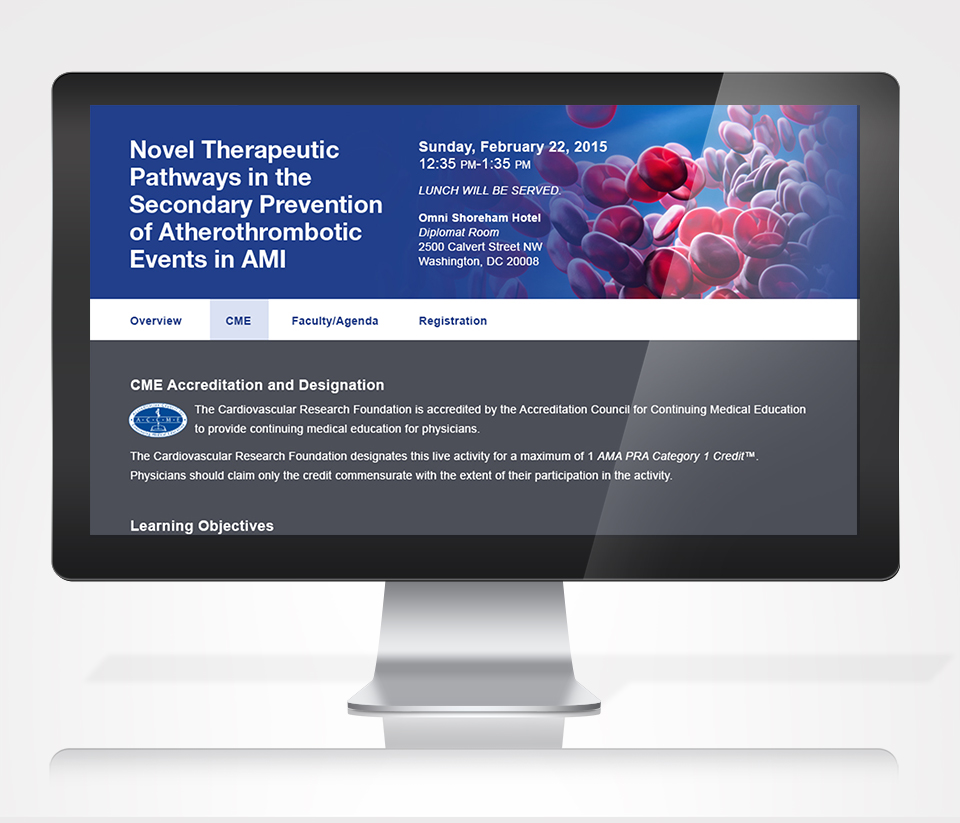 Novel Therapeutic
Pathways in the
Secondary Prevention
of Atherothrombotic
Events in AMI
Sunday, February 22, 2015
12:35 PM-1:35 PM
LUNCH WILL BE SERVED.
Omni Shoreham Hotel
Diplomat Room
2500 Calvert Street NW
Washington, DC 20008
Overview
CME
Faculty/Agenda
Registration
CME Accreditation and Designation
The Cardiovascular Research Foundation is accredited by the Accreditation Council for Continuing Medical Education
to provide continuing medical education for physicians.
The Cardiovascular Research Foundation designates this live activity for a maximum of 1 AMA PRA Category 1 Credit™.
Physicians should claim only the credit commensurate with the extent of their participation in the activity.
Learning Objectives